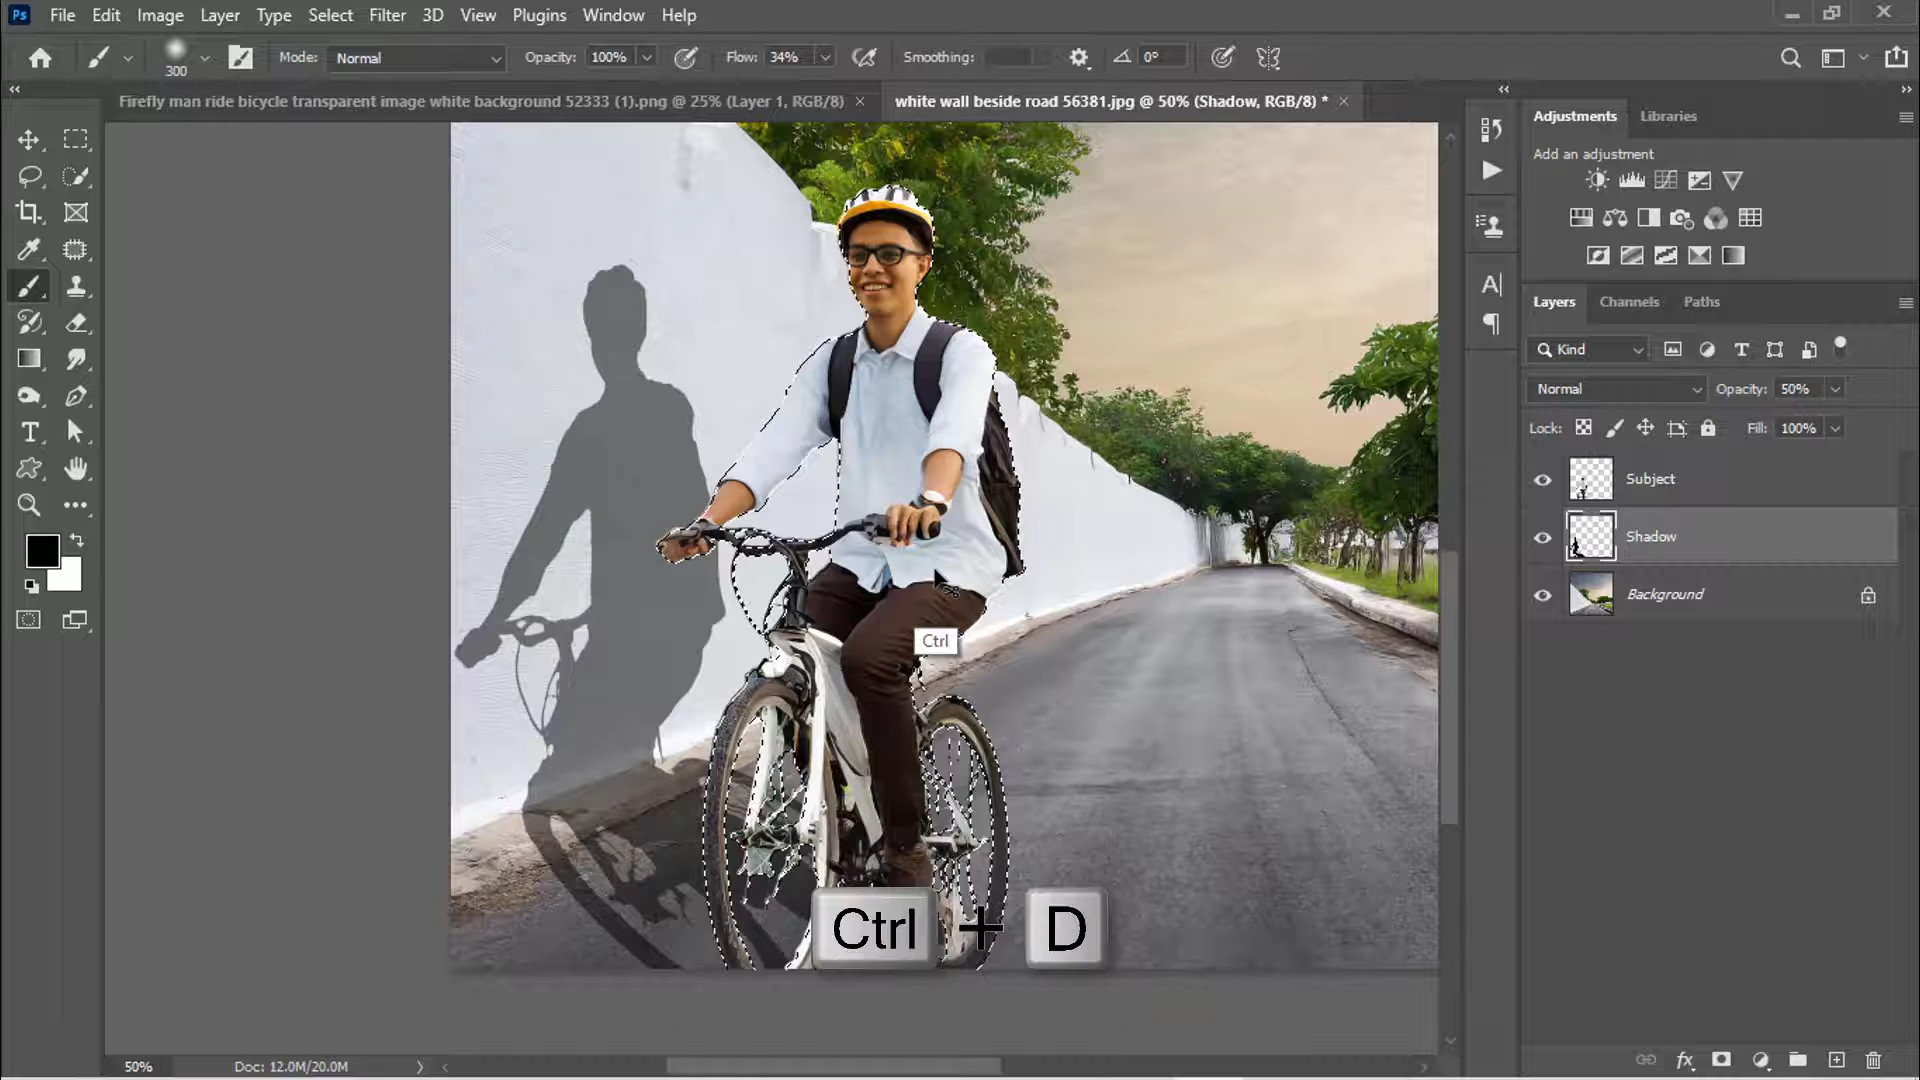 Ps File Edit Image Layer Type Select Filter 3D View Plugins Window Help
300 Mode: Normal Opacity: 100% Flow: 34% Smoothing: 0°
Firefly man ride bicycle transparent image white background 52333 (1).png @ 25% (Layer 1, RGB/8) × white wall beside road 56381.jpg @ 50% (Shadow, RGB/8) * ×
Adjustments Libraries
Add an adjustment
Layers Channels Paths
Kind
Normal Opacity: 50%
Lock: Fill: 100%
Subject
Shadow
Background
Ctrl
Ctrl + D
50% Doc: 12.0M/20.0M